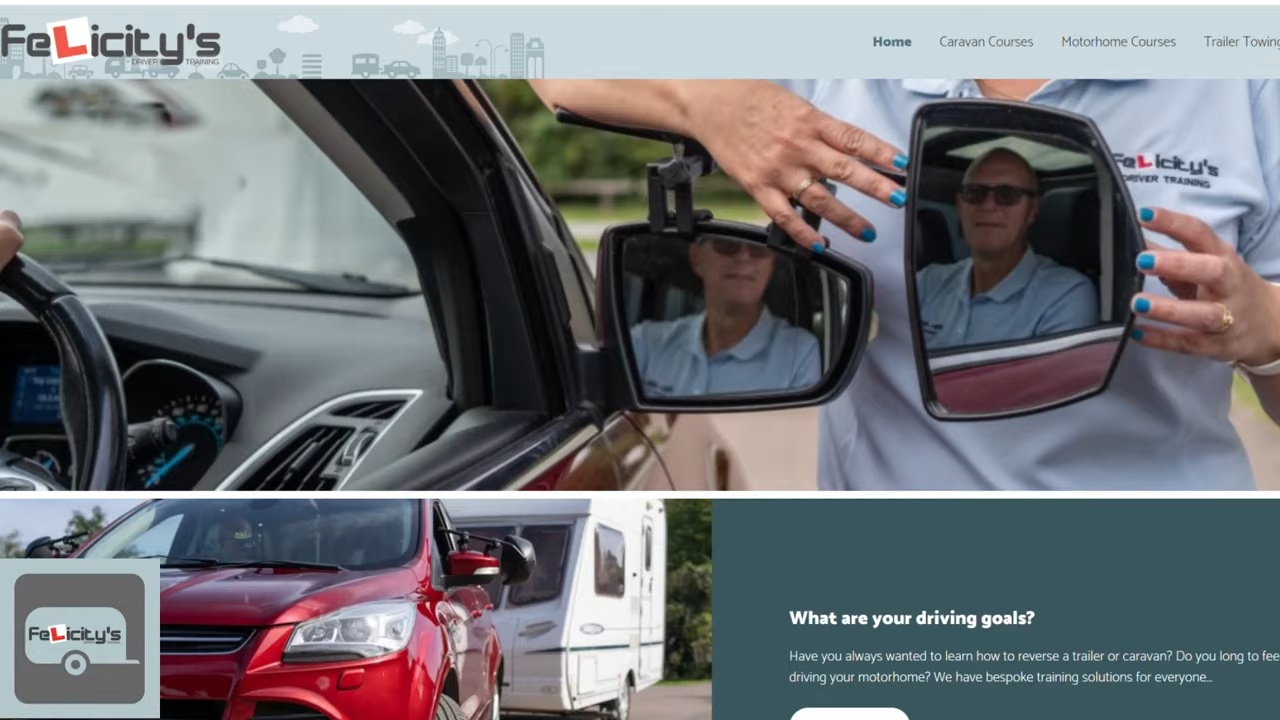 FeLicity's
DRIVER TRAINING
Home
Caravan Courses
Motorhome Courses
Trailer Towing
FeLicity's
DRIVER TRAINING
What are your driving goals?
Have you always wanted to learn how to reverse a trailer or caravan? Do you long to fee
driving your motorhome? We have bespoke training solutions for everyone...
FeLicity's